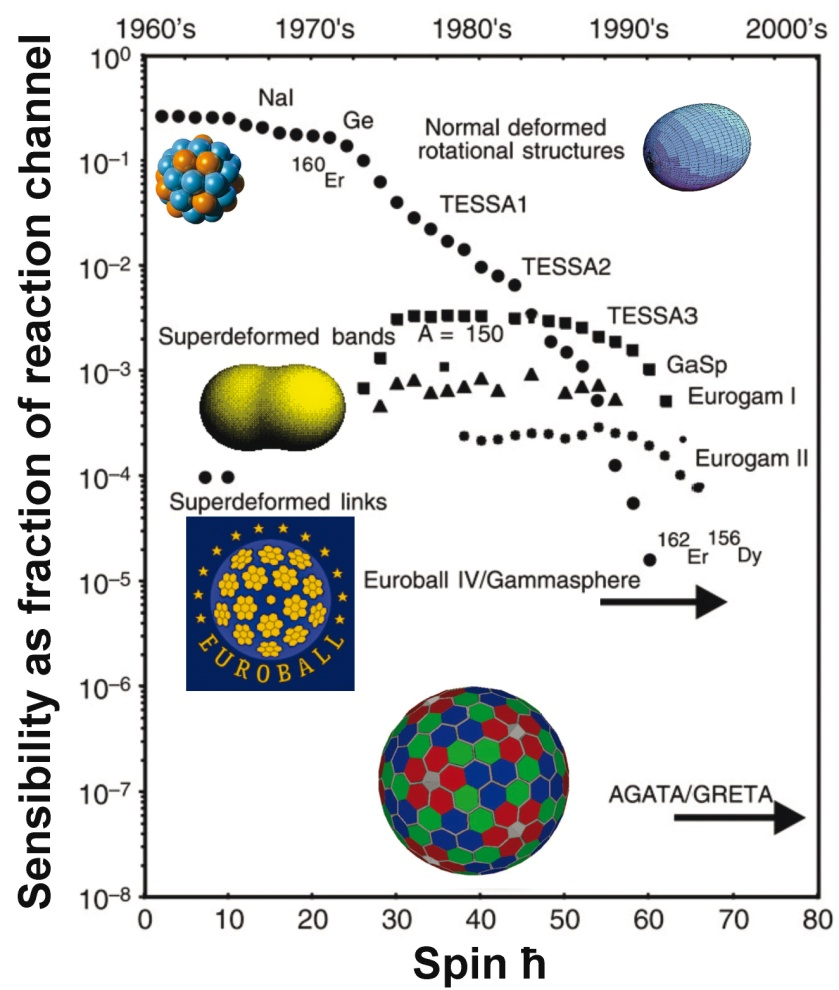 1960's 1970's 1980's 1990's 2000's
Sensibility as fraction of reaction channel
10⁰
10⁻¹
10⁻²
10⁻³
10⁻⁴
10⁻⁵
10⁻⁶
10⁻⁷
10⁻⁸
NaI
Ge
160Er
Normal deformed
rotational structures
TESSA1
TESSA2
TESSA3
Superdeformed bands
A = 150
GaSp
Eurogam I
Eurogam II
Superdeformed links
162Er 156Dy
Euroball IV/Gammasphere
EUROBALL
AGATA/GRETA
0 10 20 30 40 50 60 70 80
Spin ħ